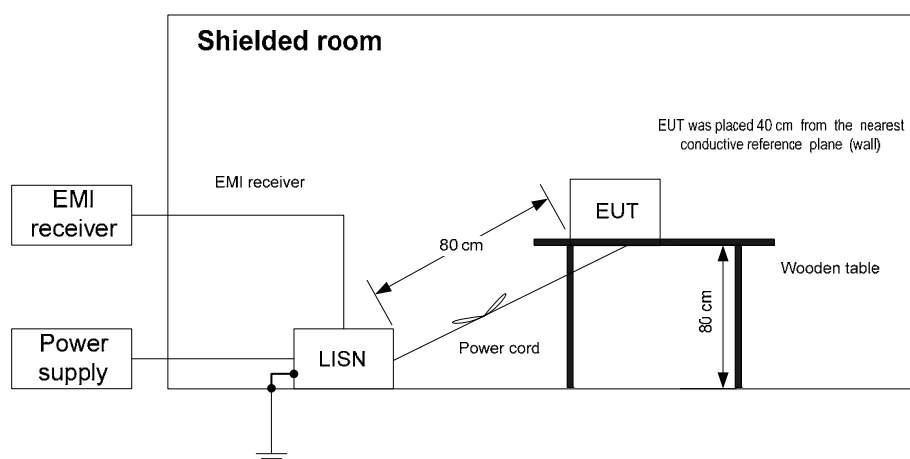 Shielded room
EUT was placed 40 cm from the nearest
conductive reference plane (wall)
EMI receiver
EMI
receiver
EUT
80 cm
Wooden table
80 cm
Power
supply
LISN
Power cord